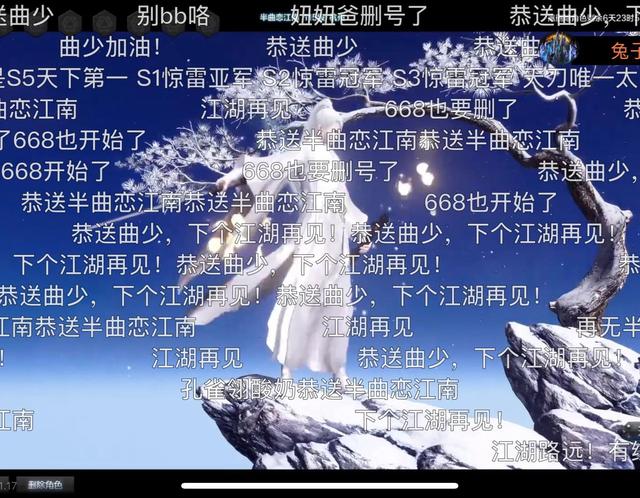 送曲少 别bb咯 奶奶爸删号了 恭送曲少，下
曲少加油！ 恭送曲少 恭送曲
兔子
是S5天下第一 S1惊雷亚军 S2惊雷冠军 S3惊雷冠军 天刀唯一太
曲恋江南 江湖再见 668也要删了
了668也开始了 恭送半曲恋江南恭送半曲恋江南
668开始了 668也要删号了 恭送曲少，
恭送半曲恋江南恭送半曲恋江南 668也开始了
恭送曲少，下个江湖再见！恭送曲少，下个江
下个江湖再见！恭送曲少，下个江湖再见！ 恭
恭送曲少，下个江湖再见！恭送曲少，下个江湖再见！
江南恭送半曲恋江南 江湖再见 再无半
！ 江湖再见 恭送曲少，下个江湖再见！
孔雀翎酸奶恭送半曲恋江南
江南 下个江湖再见！
江湖路远！有缘
1.17 删除角色